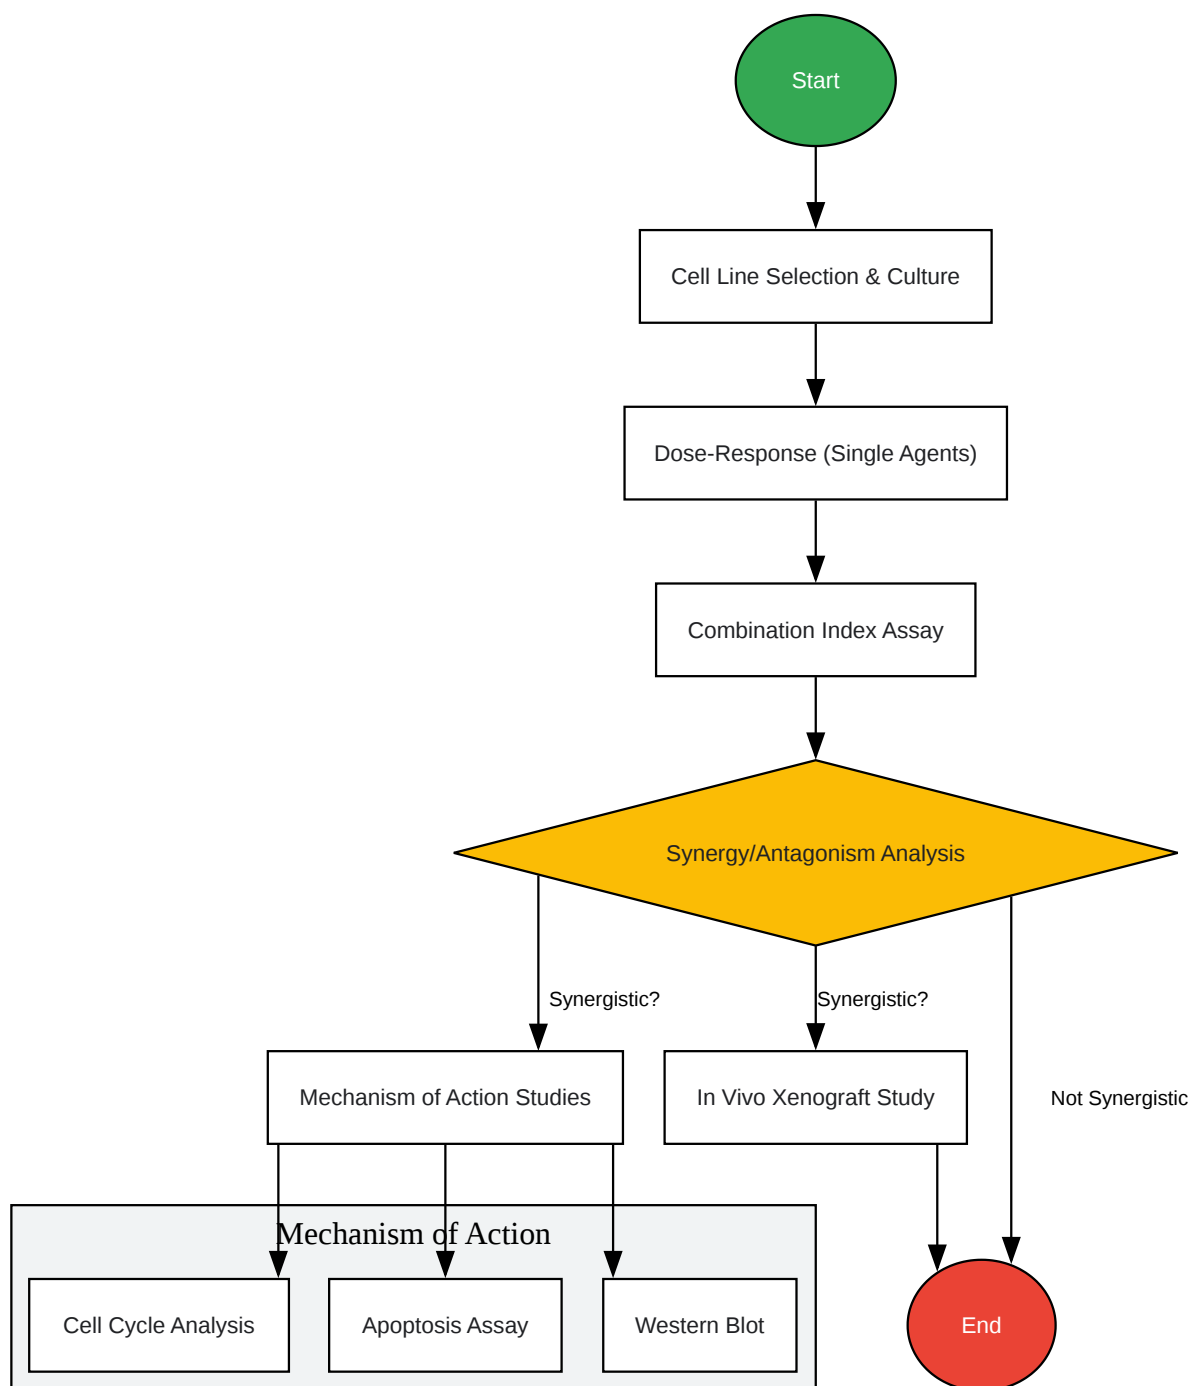 Start
Cell Line Selection & Culture
Dose-Response (Single Agents)
Combination Index Assay
Synergy/Antagonism Analysis
Synergistic?
Synergistic?
Mechanism of Action Studies
In Vivo Xenograft Study
Not Synergistic
Mechanism of Action
Cell Cycle Analysis
Apoptosis Assay
Western Blot
End